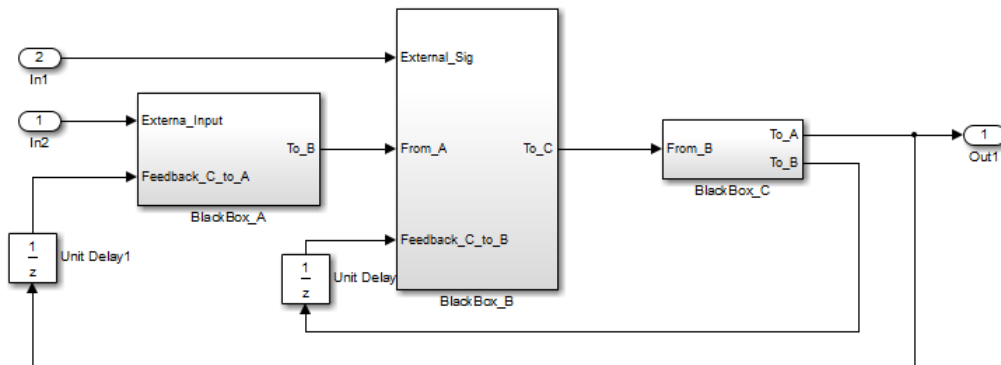 2
In1
External_Sig
1
In2
Externa_Input
To_B
Feedback_C_to_A
BlackBox_A
From_A
To_C
Feedback_C_to_B
BlackBox_B
From_B
To_A
To_B
BlackBox_C
1
Out1
1
z
Unit Delay1
1
z
Unit Delay